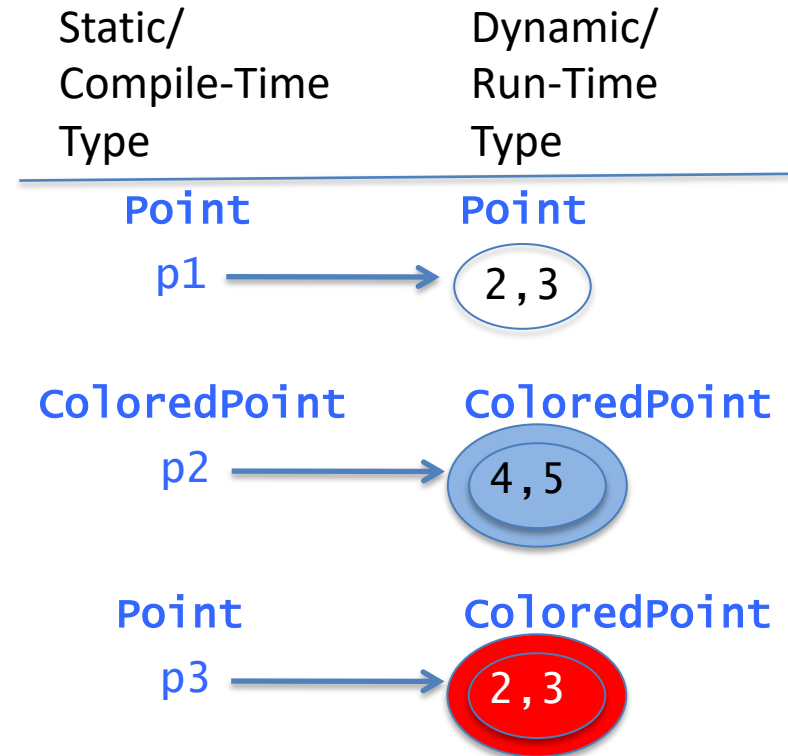 Static/
Compile-Time
Type
Dynamic/
Run-Time
Type
Point
Point
p1
2,3
ColoredPoint
ColoredPoint
p2
4,5
Point
ColoredPoint
p3
2,3